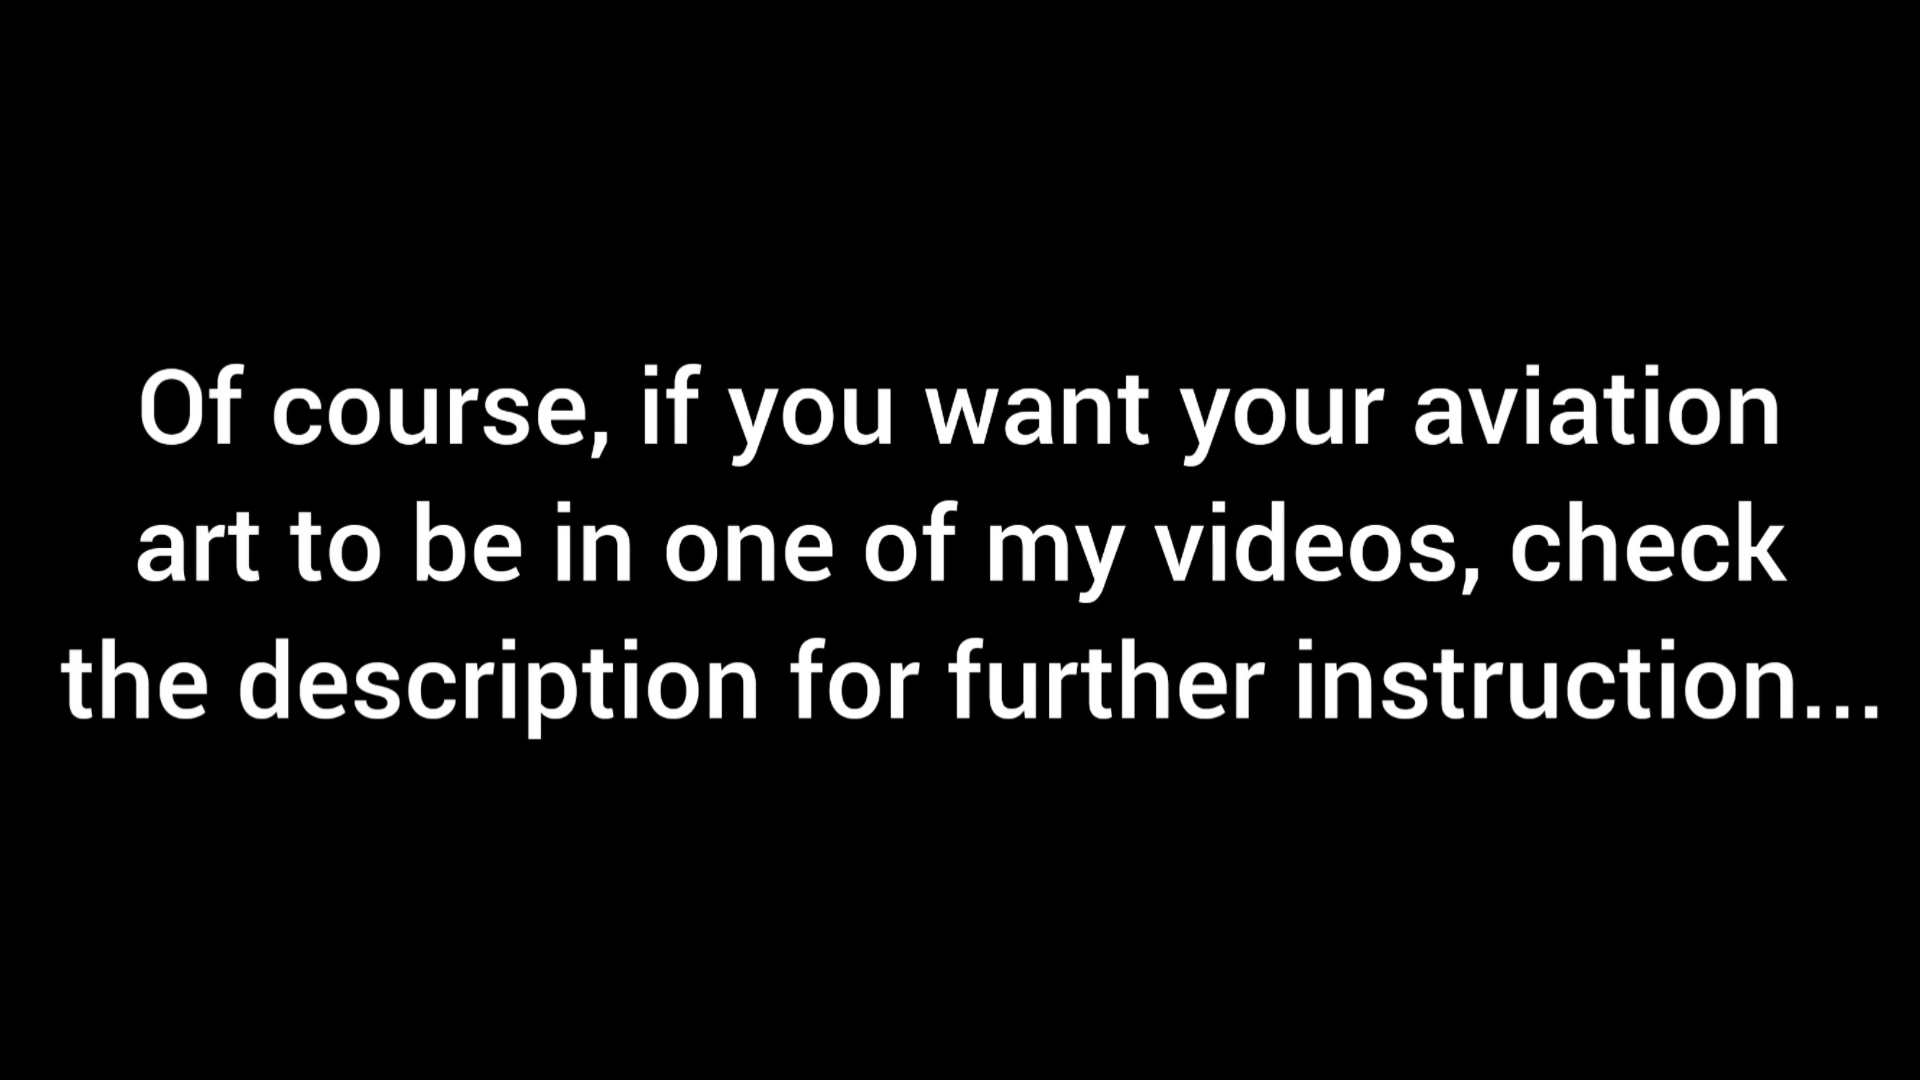 Of course, if you want your aviation
art to be in one of my videos, check
the description for further instruction...